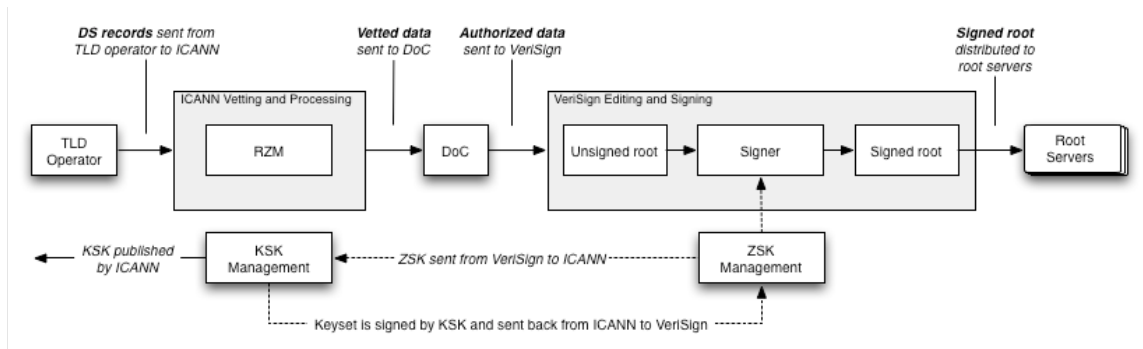 DS records sent from
TLD operator to ICANN
Vetted data
sent to DoC
Authorized data
sent to VeriSign
Signed root
distributed to
root servers
ICANN Vetting and Processing
VeriSign Editing and Signing
TLD
Operator
RZM
DoC
Unsigned root
Signer
Signed root
Root
Servers
KSK published
by ICANN
KSK
Management
ZSK sent from VeriSign to ICANN
ZSK
Management
Keyset is signed by KSK and sent back from ICANN to VeriSign